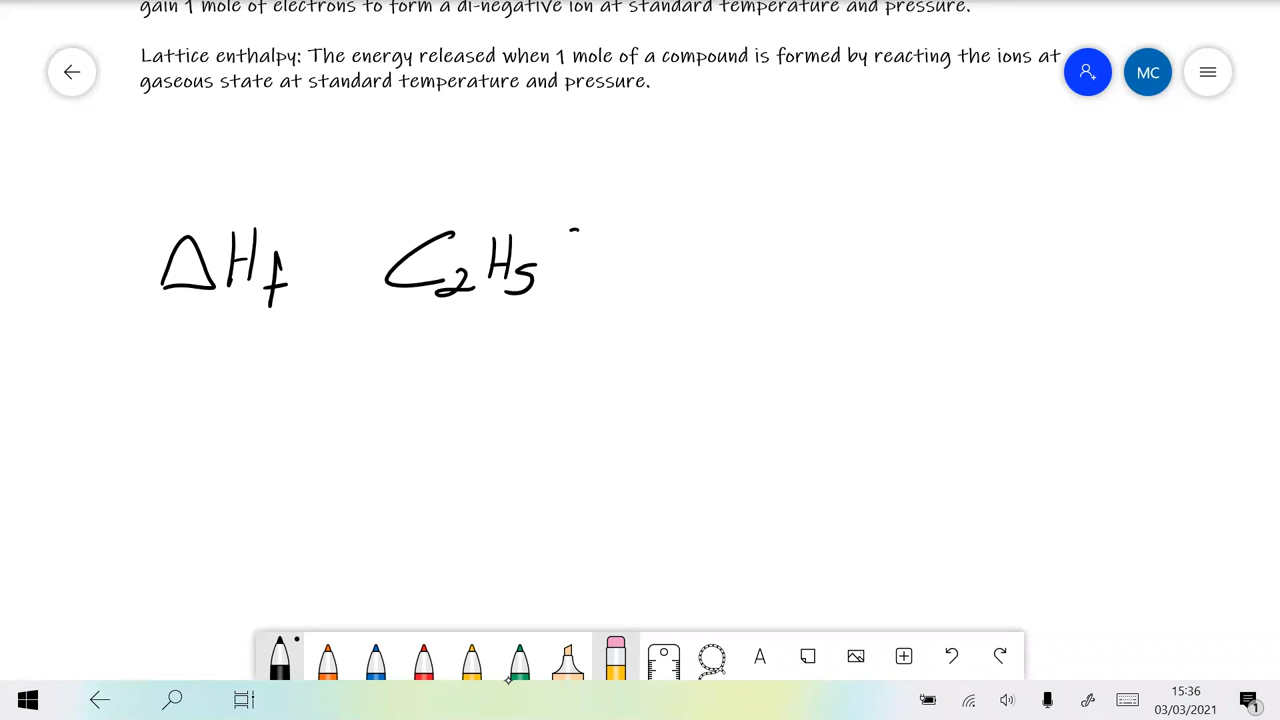 gain 1 mole of electrons to form a di-negative ion at standard temperature and pressure.
Lattice enthalpy: The energy released when 1 mole of a compound is formed by reacting the ions at
gaseous state at standard temperature and pressure.
MC
ΔHf C₂H₅
A
15:36
03/03/2021
1